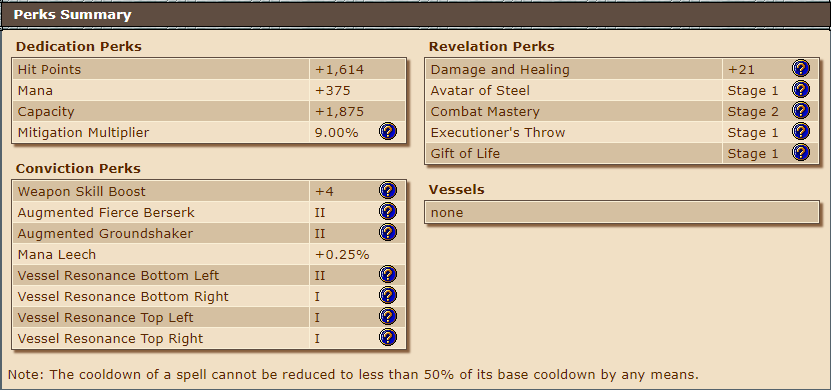 Perks Summary
Dedication Perks
Hit Points +1,614
Mana +375
Capacity +1,875
Mitigation Multiplier 9.00% ?
Conviction Perks
Weapon Skill Boost +4 ?
Augmented Fierce Berserk II ?
Augmented Groundshaker II ?
Mana Leech +0.25%
Vessel Resonance Bottom Left II ?
Vessel Resonance Bottom Right I ?
Vessel Resonance Top Left I ?
Vessel Resonance Top Right I ?
Revelation Perks
Damage and Healing +21 ?
Avatar of Steel Stage 1 ?
Combat Mastery Stage 2 ?
Executioner's Throw Stage 1 ?
Gift of Life Stage 1 ?
Vessels
none
Note: The cooldown of a spell cannot be reduced to less than 50% of its base cooldown by any means.